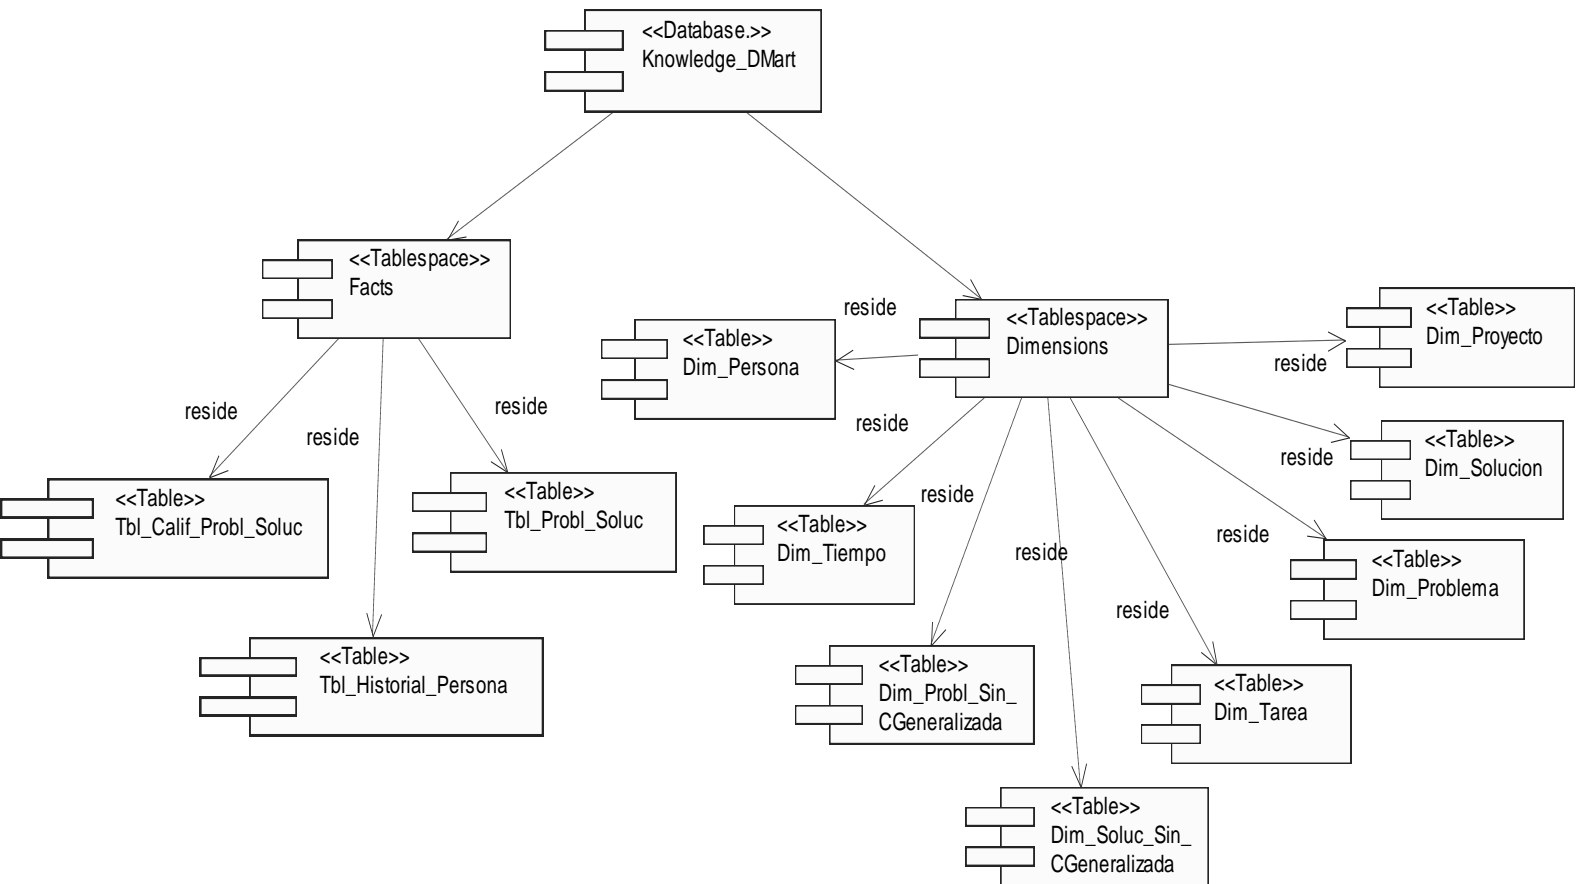 <<Database.>>
Knowledge_DMart
<<Tablespace>>
Facts
<<Tablespace>>
Dimensions
reside
<<Table>>
Dim_Persona
<<Table>>
Dim_Proyecto
reside
reside
reside
reside
reside
<<Table>>
Dim_Solucion
reside
reside
<<Table>>
Tbl_Calif_Probl_Soluc
<<Table>>
Tbl_Probl_Soluc
reside
<<Table>>
Dim_Tiempo
reside
reside
<<Table>>
Dim_Problema
reside
<<Table>>
Tbl_Historial_Persona
<<Table>>
Dim_Probl_Sin_
CGeneralizada
<<Table>>
Dim_Tarea
<<Table>>
Dim_Soluc_Sin_
CGeneralizada